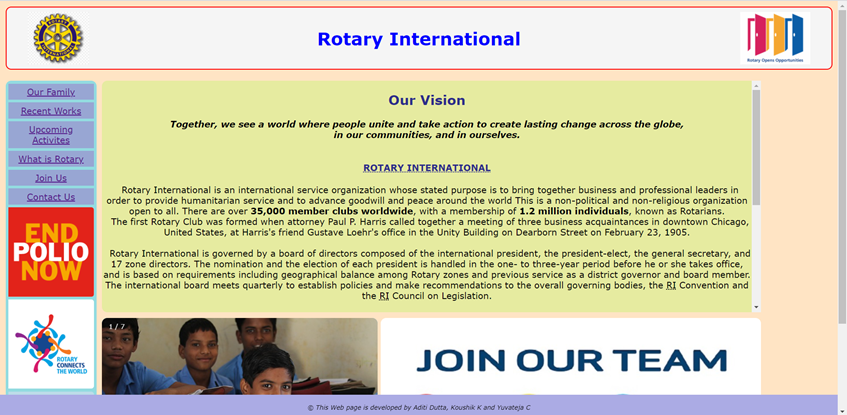 Rotary International
ROTARY
INTERNATIONAL
Rotary Opens Opportunities
Our Family
Recent Works
Upcoming
Activites
What is Rotary
Join Us
Contact Us
END
POLIO
NOW
ROTARY
CONNECTS
THE WORLD
Our Vision
Together, we see a world where people unite and take action to create lasting change across the globe,
in our communities, and in ourselves.
ROTARY INTERNATIONAL
Rotary International is an international service organization whose stated purpose is to bring together business and professional leaders in
order to provide humanitarian service and to advance goodwill and peace around the world This is a non-political and non-religious organization
open to all. There are over 35,000 member clubs worldwide, with a membership of 1.2 million individuals, known as Rotarians.
The first Rotary Club was formed when attorney Paul P. Harris called together a meeting of three business acquaintances in downtown Chicago,
United States, at Harris's friend Gustave Loehr's office in the Unity Building on Dearborn Street on February 23, 1905.
Rotary International is governed by a board of directors composed of the international president, the president-elect, the general secretary, and
17 zone directors. The nomination and the election of each president is handled in the one- to three-year period before he or she takes office,
and is based on requirements including geographical balance among Rotary zones and previous service as a district governor and board member.
The international board meets quarterly to establish policies and make recommendations to the overall governing bodies, the RI Convention and
the RI Council on Legislation.
1 / 7
JOIN OUR TEAM
© This Web page is developed by Aditi Dutta, Koushik K and Yuvateja C